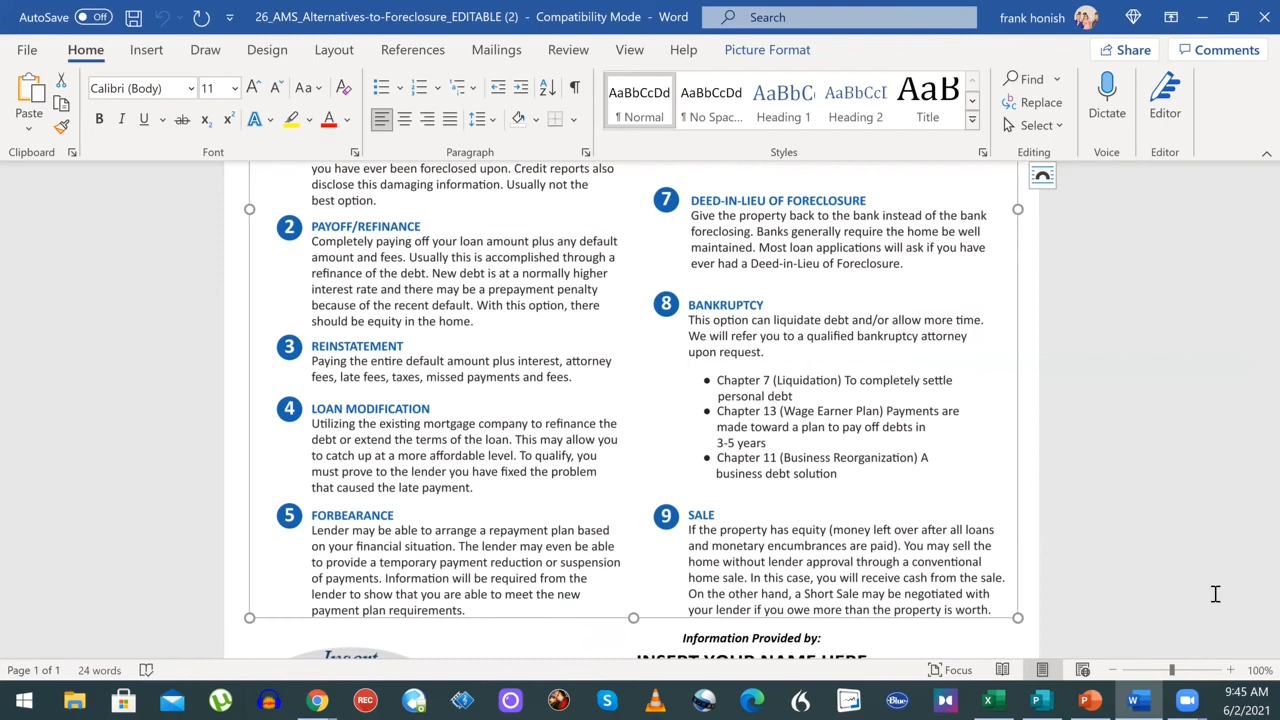 AutoSave Off
26_AMS_Alternatives-to-Foreclosure_EDITABLE (2) - Compatibility Mode - Word
Search
frank honish
File Home Insert Draw Design Layout References Mailings Review View Help Picture Format
Share Comments
Paste
Calibri (Body) 11
AaBbCcDd AaBbCcDd AaBbC AaBbCcI AaB
¶ Normal ¶ No Spac... Heading 1 Heading 2 Title
Find
Replace
Select
Dictate
Editor
Clipboard Font Paragraph Styles Editing Voice Editor
you have ever been foreclosed upon. Credit reports also
disclose this damaging information. Usually not the
best option.
2 PAYOFF/REFINANCE
Completely paying off your loan amount plus any default
amount and fees. Usually this is accomplished through a
refinance of the debt. New debt is at a normally higher
interest rate and there may be a prepayment penalty
because of the recent default. With this option, there
should be equity in the home.
3 REINSTATEMENT
Paying the entire default amount plus interest, attorney
fees, late fees, taxes, missed payments and fees.
4 LOAN MODIFICATION
Utilizing the existing mortgage company to refinance the
debt or extend the terms of the loan. This may allow you
to catch up at a more affordable level. To qualify, you
must prove to the lender you have fixed the problem
that caused the late payment.
5 FORBEARANCE
Lender may be able to arrange a repayment plan based
on your financial situation. The lender may even be able
to provide a temporary payment reduction or suspension
of payments. Information will be required from the
lender to show that you are able to meet the new
payment plan requirements.
7 DEED-IN-LIEU OF FORECLOSURE
Give the property back to the bank instead of the bank
foreclosing. Banks generally require the home be well
maintained. Most loan applications will ask if you have
ever had a Deed-in-Lieu of Foreclosure.
8 BANKRUPTCY
This option can liquidate debt and/or allow more time.
We will refer you to a qualified bankruptcy attorney
upon request.
● Chapter 7 (Liquidation) To completely settle
personal debt
● Chapter 13 (Wage Earner Plan) Payments are
made toward a plan to pay off debts in
3-5 years
● Chapter 11 (Business Reorganization) A
business debt solution
9 SALE
If the property has equity (money left over after all loans
and monetary encumbrances are paid). You may sell the
home without lender approval through a conventional
home sale. In this case, you will receive cash from the sale.
On the other hand, a Short Sale may be negotiated with
your lender if you owe more than the property is worth.
Information Provided by:
Insert
INSERT YOUR NAME HERE
Page 1 of 1 24 words
Focus
100%
REC
Blue
9:45 AM
6/2/2021